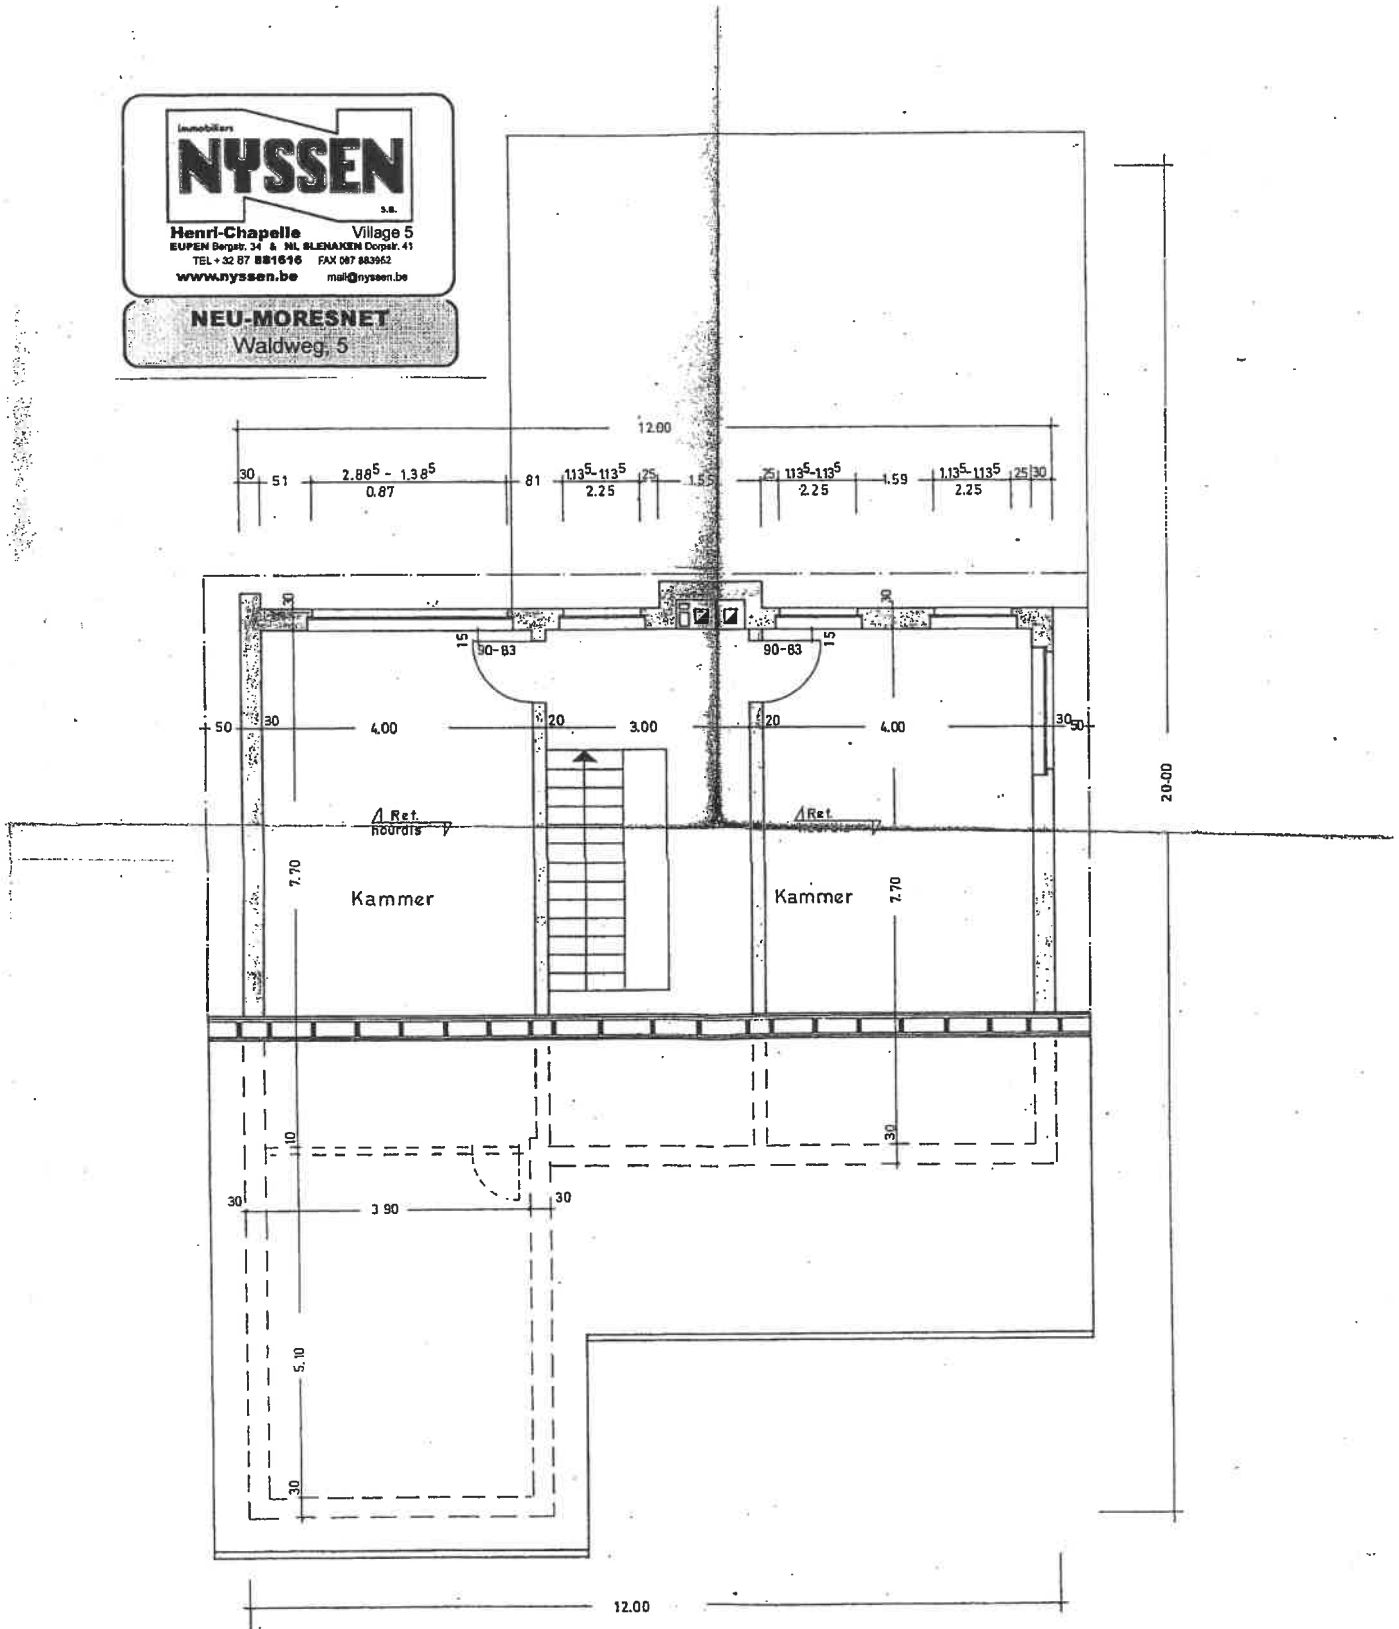 Immobiliers
NYSSEN
s.a.
Henri-Chapelle Village 5
EUPEN Bergstr. 34 & NL SLENAKEN Dorpstr. 41
TEL + 32 87 881616 FAX 087 883952
www.nyssen.be mail@nyssen.be
NEU-MORESNET
Waldweg, 5
12.00
30 51 2.88⁵ - 1.38⁵ 81 1.13⁵-1.13⁵ 25 1.55 25 1.13⁵-1.13⁵ 1.59 1.13⁵-1.13⁵ 25 30
0.87 2.25 2.25 2.25
30 30
15 90-83 90-83 15
50 30 4.00 20 3.00 20 4.00 30 50
20.00
Ret. Ret.
hourdis
7.70 7.70
Kammer Kammer
10 30
30 3.90 30
5.10
30
12.00